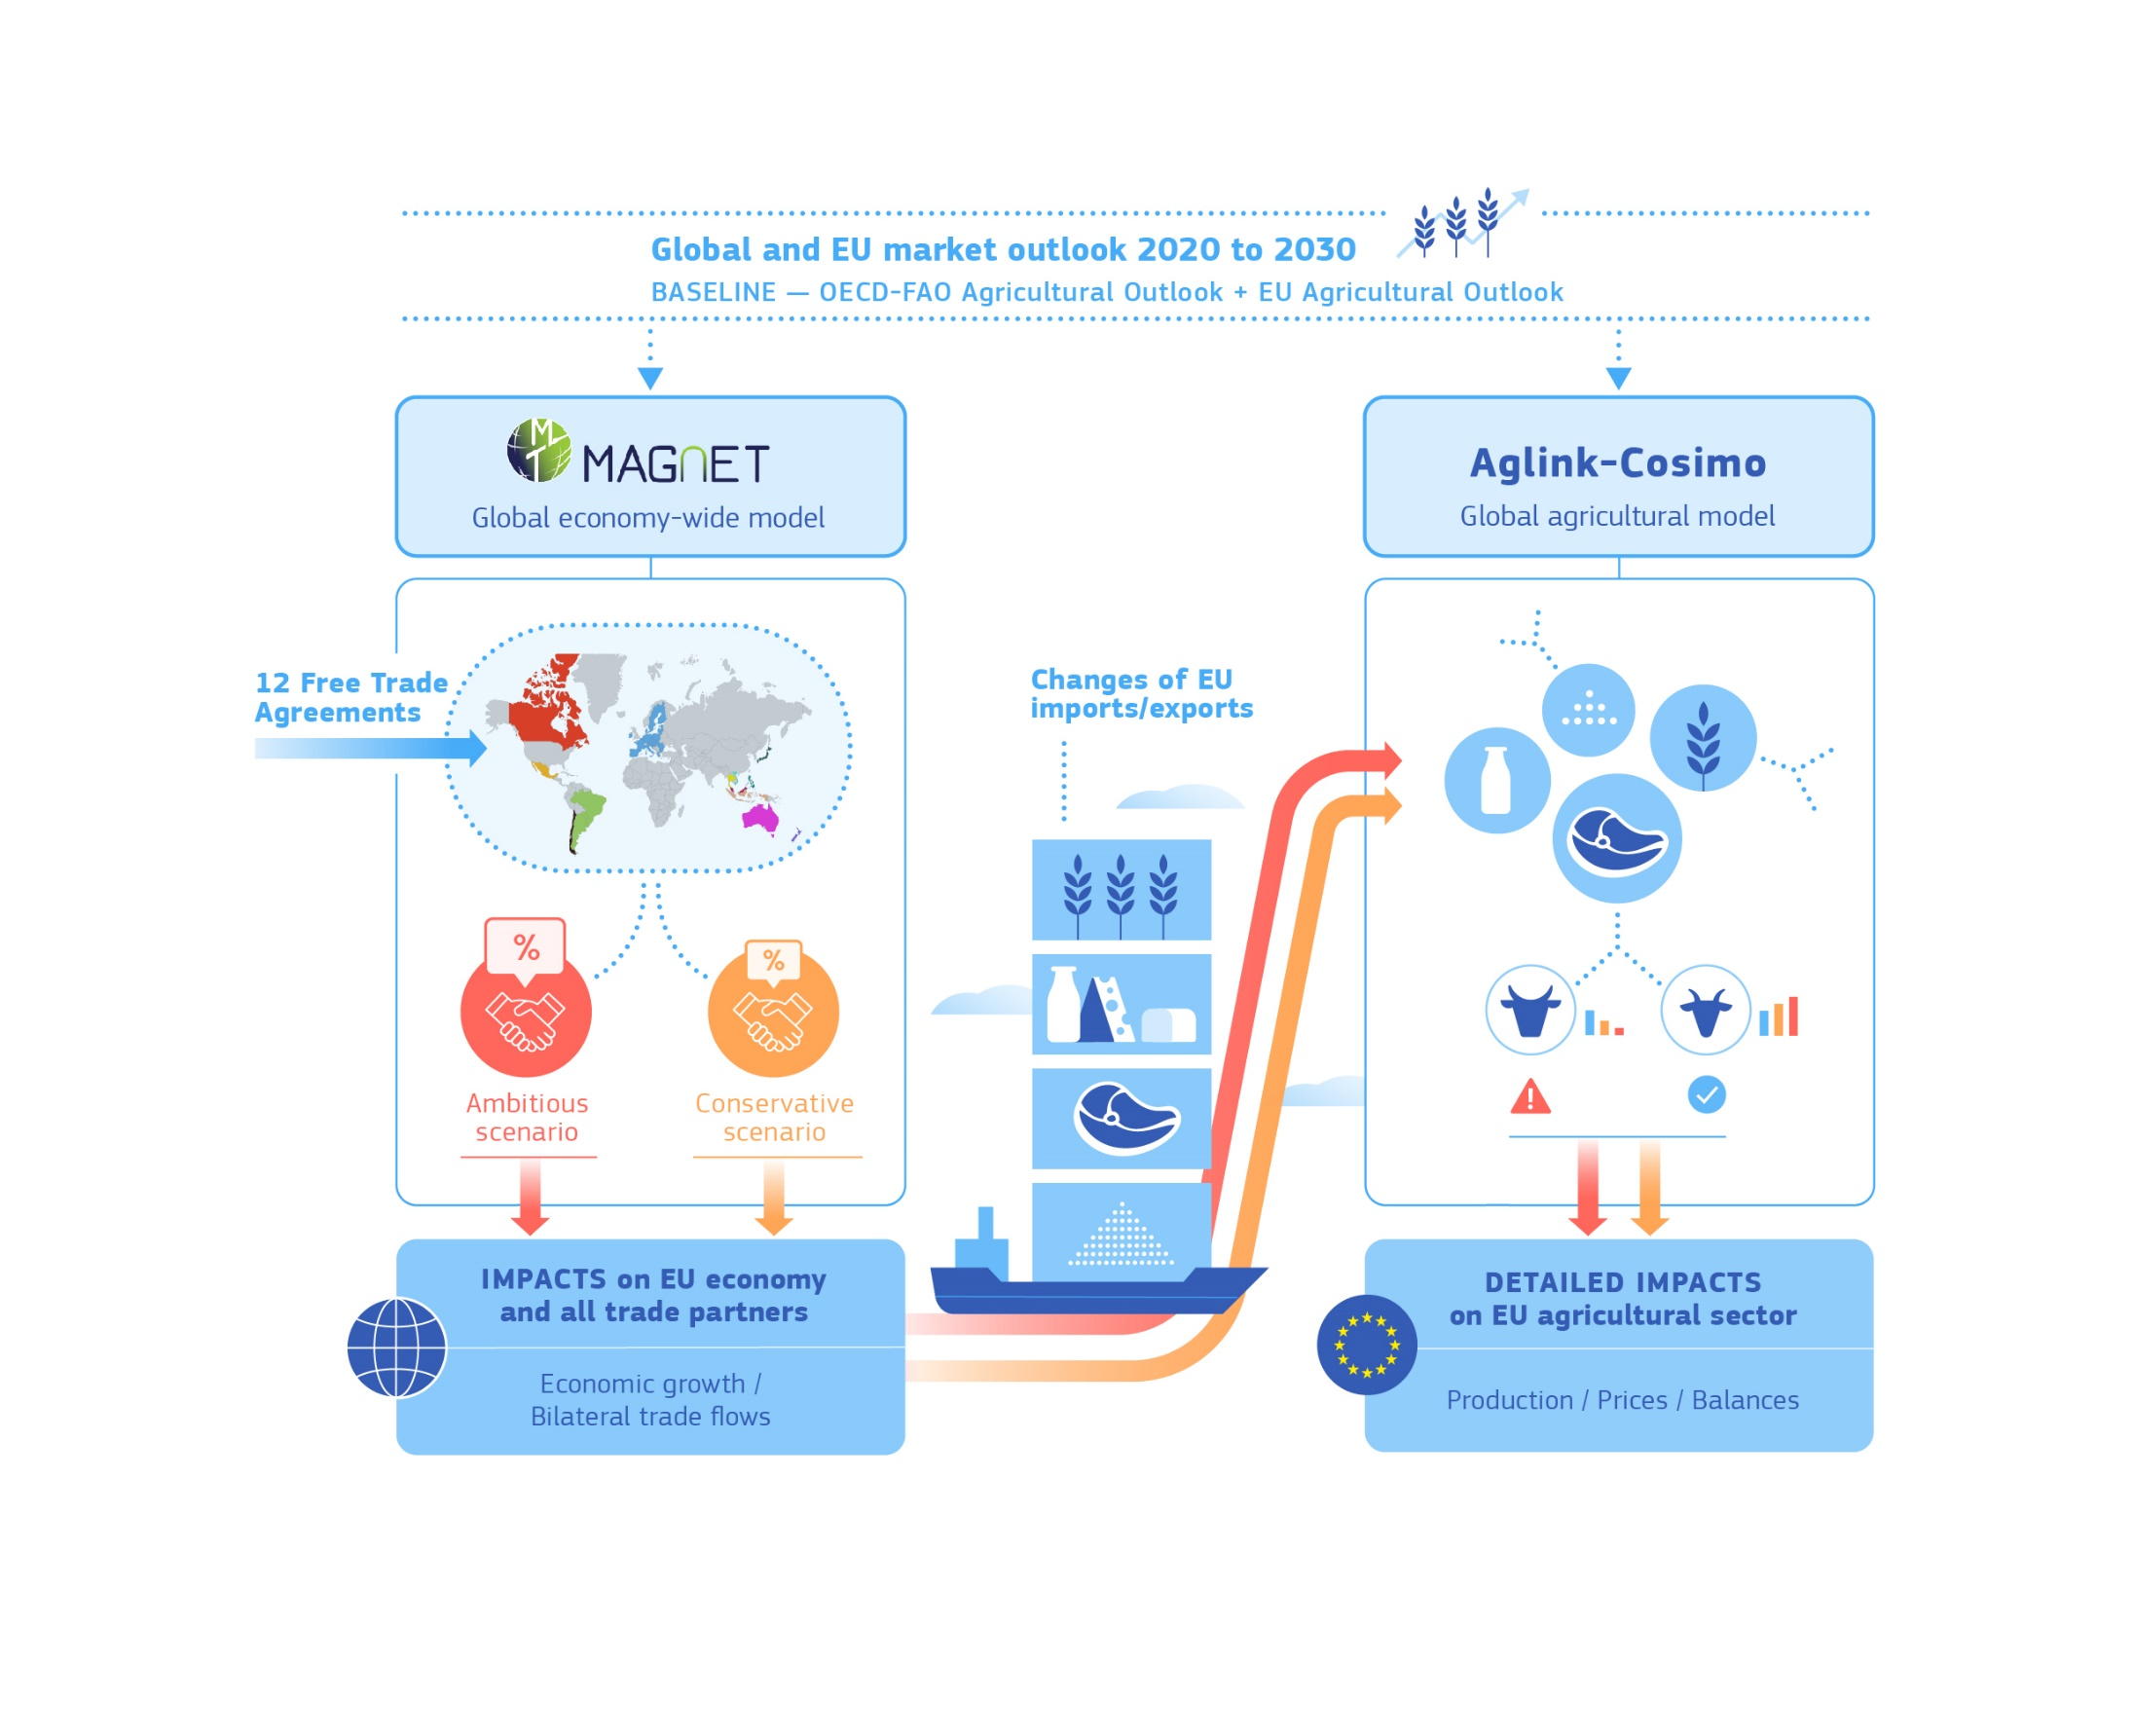 Global and EU market outlook 2020 to 2030
BASELINE — OECD-FAO Agricultural Outlook + EU Agricultural Outlook
M
T
MAGNET
Global economy-wide model
Aglink-Cosimo
Global agricultural model
12 Free Trade
Agreements
Changes of EU
imports/exports
%
%
Ambitious
scenario
Conservative
scenario
IMPACTS on EU economy
and all trade partners
Economic growth /
Bilateral trade flows
DETAILED IMPACTS
on EU agricultural sector
Production / Prices / Balances